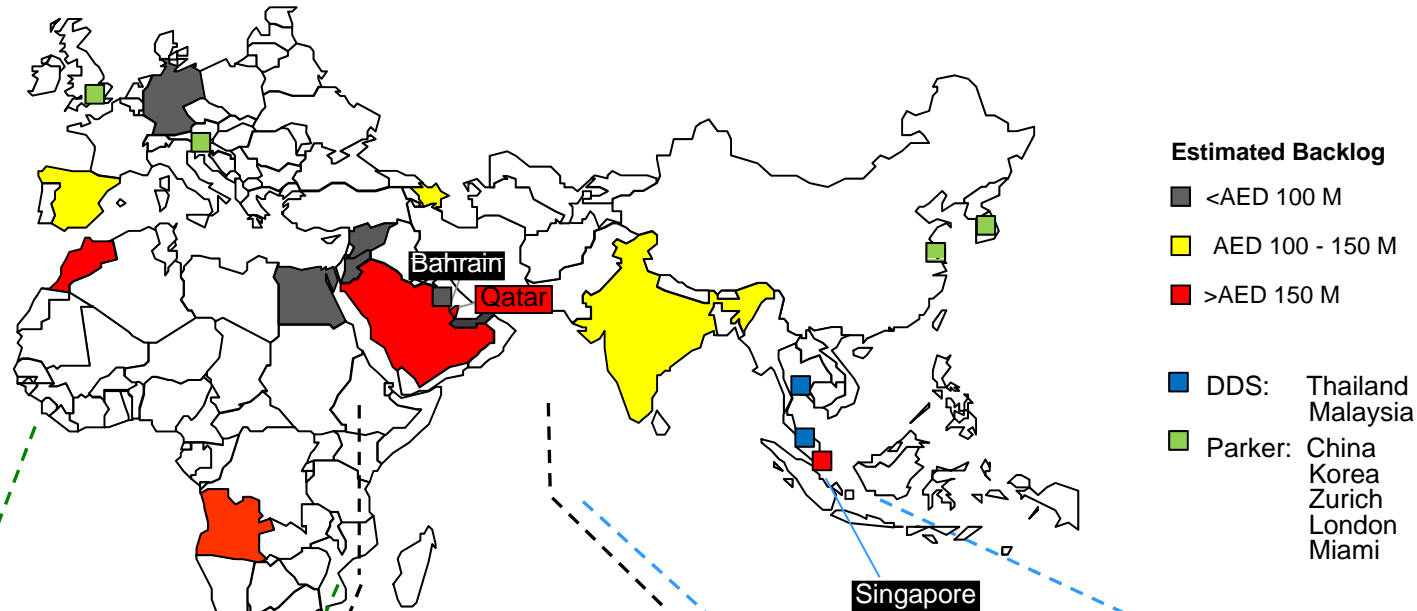 Bahrain
Qatar
Singapore
Estimated Backlog
<AED 100 M
AED 100 - 150 M
>AED 150 M
DDS: Thailand
Malaysia
Parker: China
Korea
Zurich
London
Miami